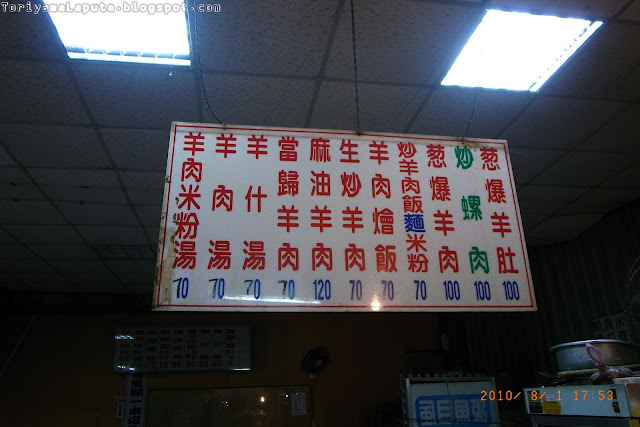 Toriysmalaputa.blogspot.com
葱爆羊肚 100
炒螺肉 100
葱爆羊肉 100
炒羊肉飯麵米粉 70
羊肉燴飯 70
生炒羊肉 70
麻油羊肉 120
當歸羊肉 70
羊什湯 70
羊肉湯 70
羊肉米粉湯 70
2010/ 8/ 1 17:53